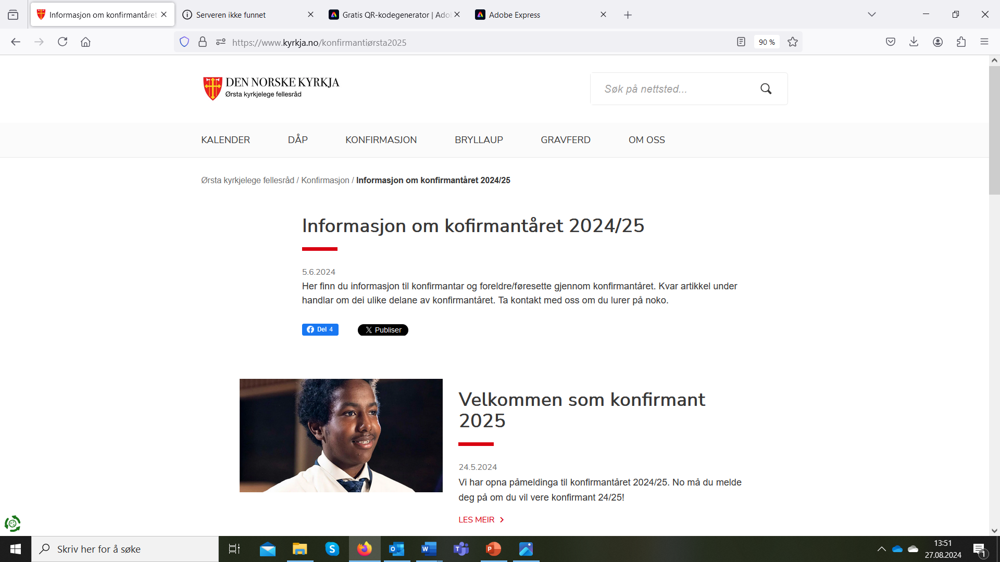 Informasjon om konfirmantåret
Serveren ikke funnet
Gratis QR-kodegenerator | Ado
Adobe Express
https://www.kyrkja.no/konfirmantiørsta2025
90 %
DEN NORSKE KYRKJA
Ørsta kyrkjelege fellesråd
Søk på nettsted...
KALENDER
DÅP
KONFIRMASJON
BRYLLAUP
GRAVFERD
OM OSS
Ørsta kyrkjelege fellesråd / Konfirmasjon / Informasjon om konfirmantåret 2024/25
Informasjon om kofirmantåret 2024/25
5.6.2024
Her finn du informasjon til konfirmantar og foreldre/føresette gjennom konfirmantåret. Kvar artikkel under
handlar om dei ulike delane av konfirmantåret. Ta kontakt med oss om du lurer på noko.
Del 4
Publiser
Velkommen som konfirmant
2025
24.5.2024
Vi har opna påmeldinga til konfirmantåret 2024/25. No må du melde
deg på om du vil vere konfirmant 24/25!
LES MEIR
Skriv her for å søke
13:51
27.08.2024
1